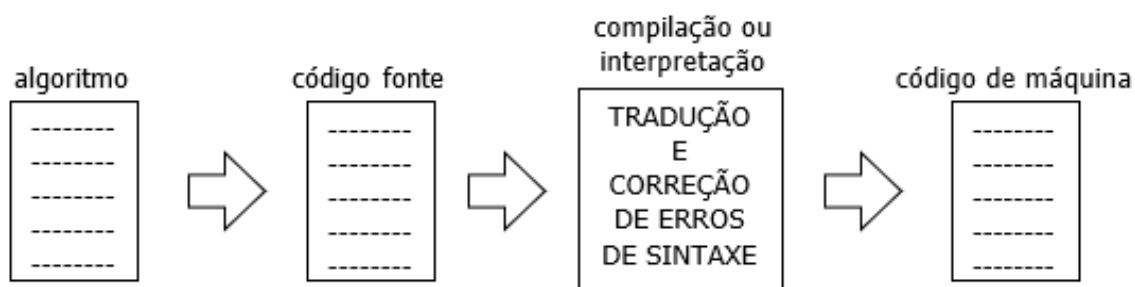 algoritmo
código fonte
compilação ou
interpretação
código de máquina
TRADUÇÃO
E
CORREÇÃO
DE ERROS
DE SINTAXE